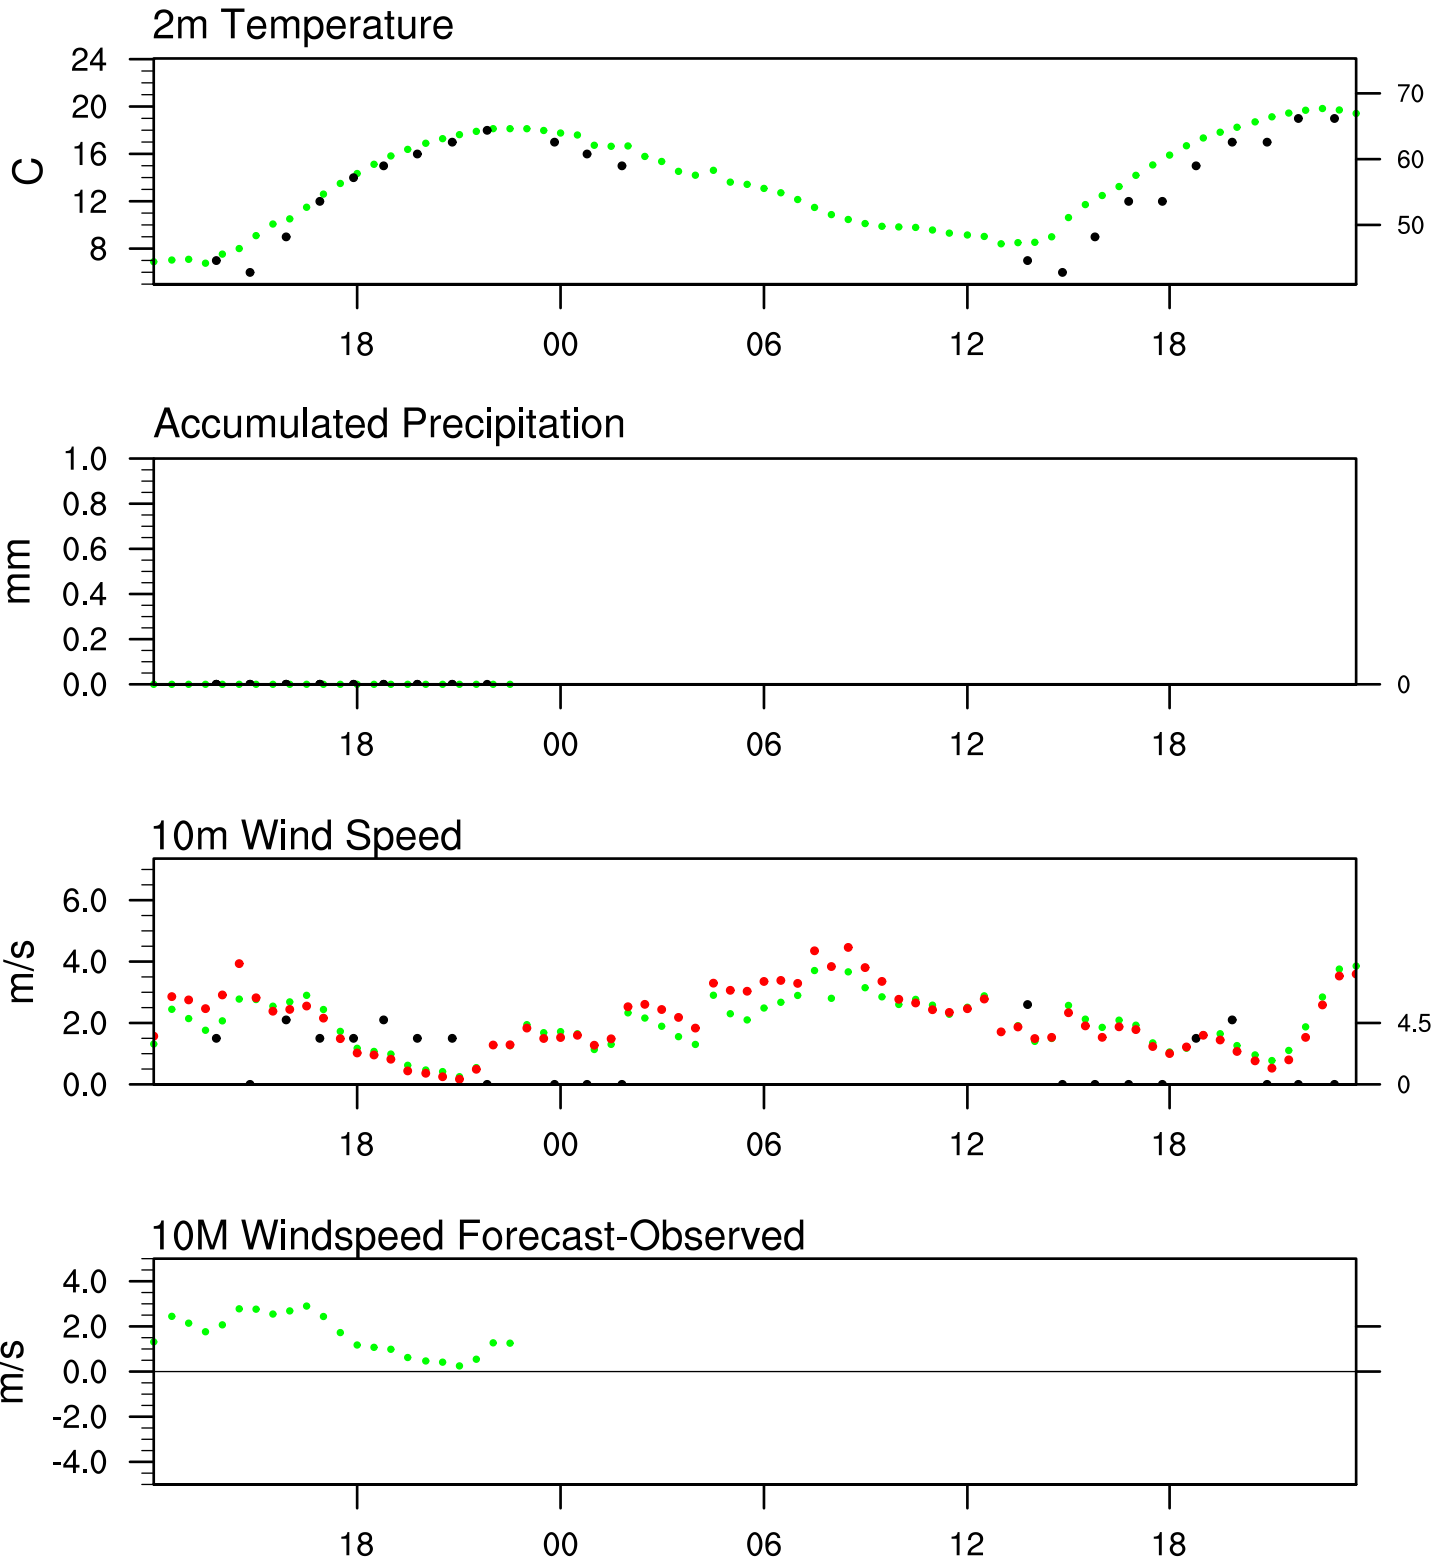 2m Temperature
24
20
16
12
8
C
70
60
50
18 00 06 12 18
Accumulated Precipitation
1.0
0.8
0.6
0.4
0.2
0.0
mm
0
18 00 06 12 18
10m Wind Speed
6.0
4.0
2.0
0.0
m/s
4.5
0
18 00 06 12 18
10M Windspeed Forecast-Observed
4.0
2.0
0.0
-2.0
-4.0
m/s
18 00 06 12 18